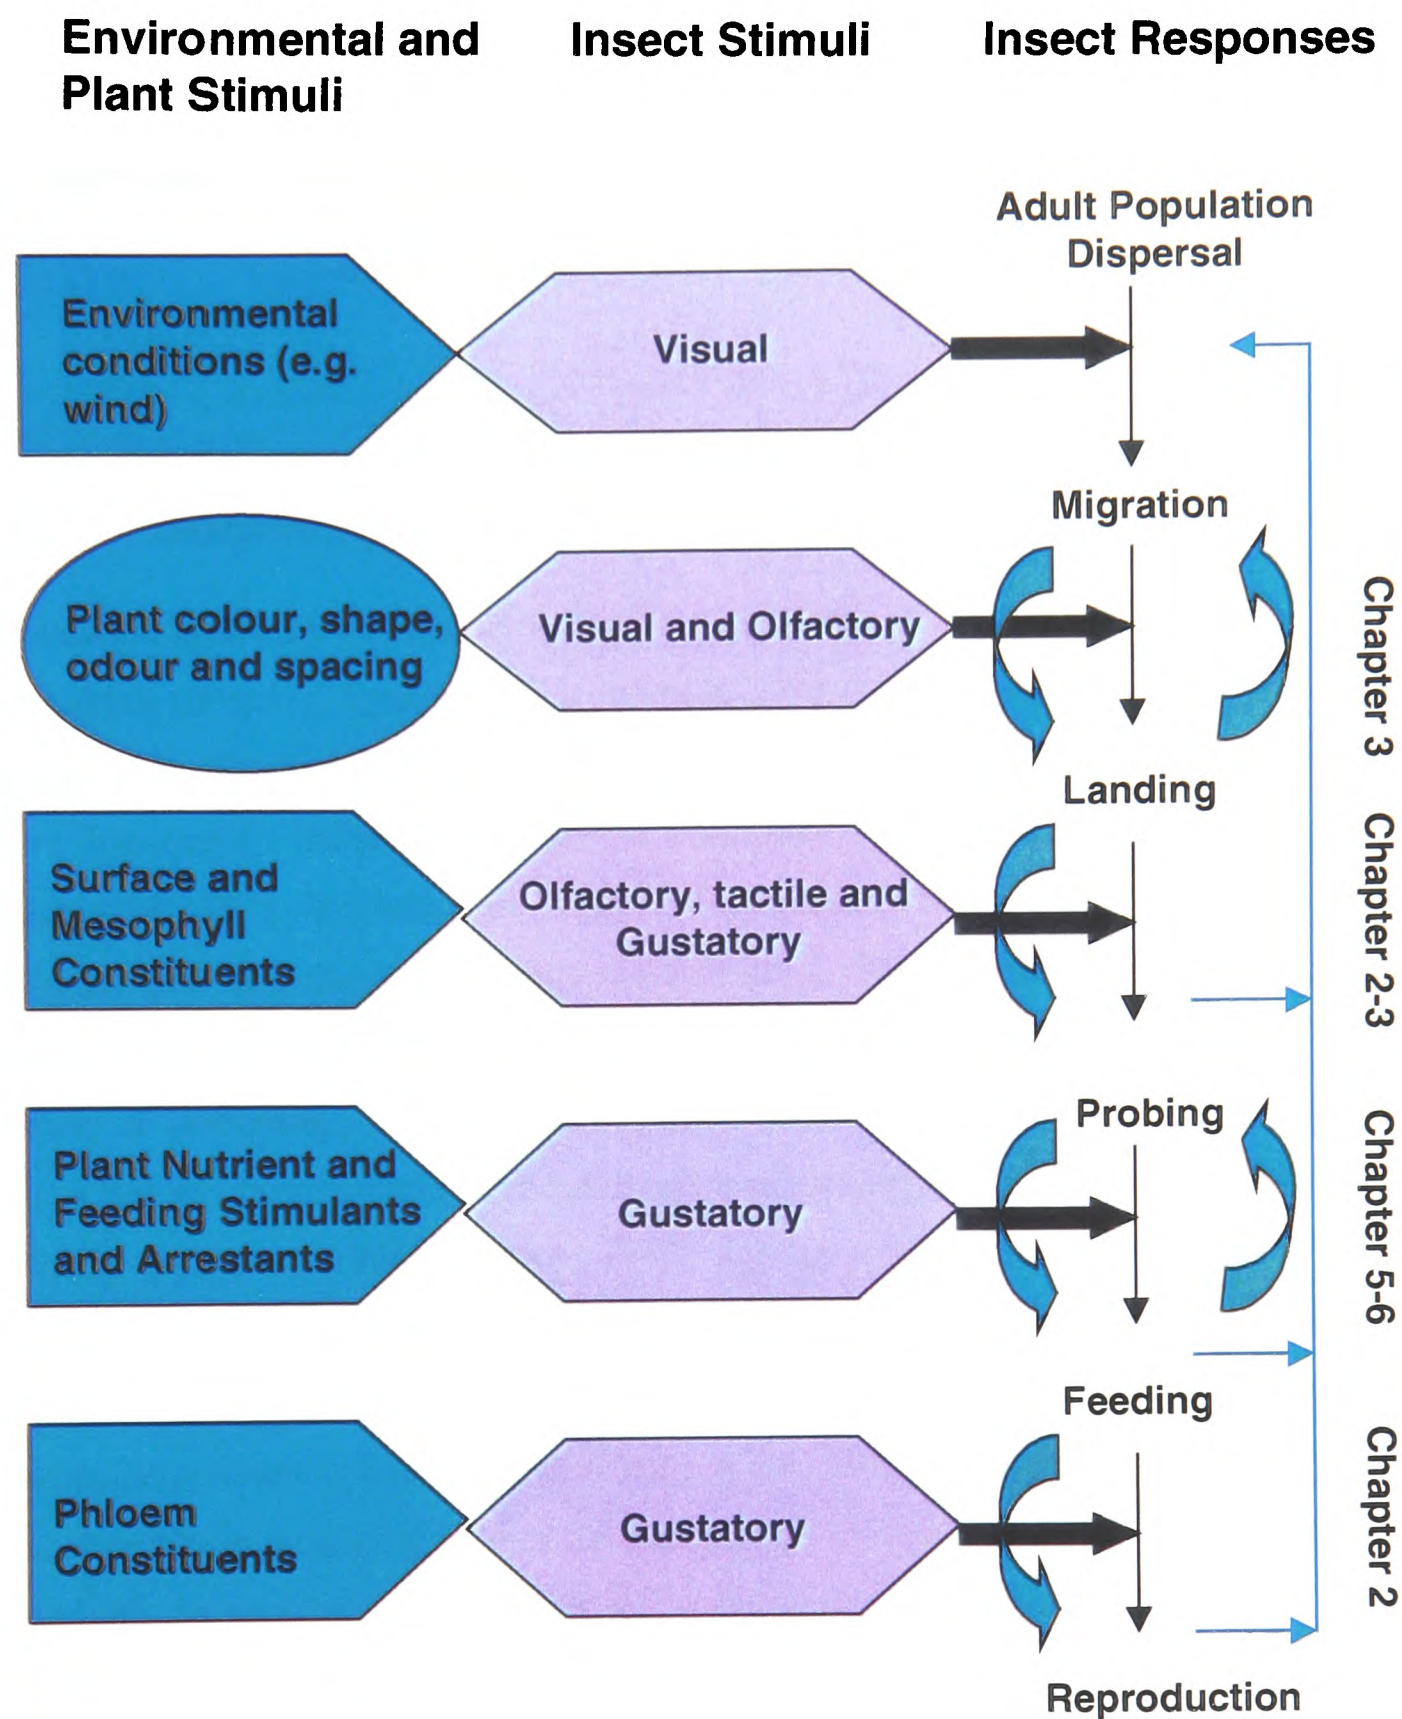 Environmental and
Plant Stimuli
Insect Stimuli
Insect Responses
Adult Population
Dispersal
Environmental
conditions (e.g.
wind)
Visual
Migration
Plant colour, shape,
odour and spacing
Visual and Olfactory
Chapter 3
Landing
Surface and
Mesophyll
Constituents
Olfactory, tactile and
Gustatory
Chapter 2-3
Probing
Plant Nutrient and
Feeding Stimulants
and Arrestants
Gustatory
Chapter 5-6
Feeding
Phloem
Constituents
Gustatory
Chapter 2
Reproduction